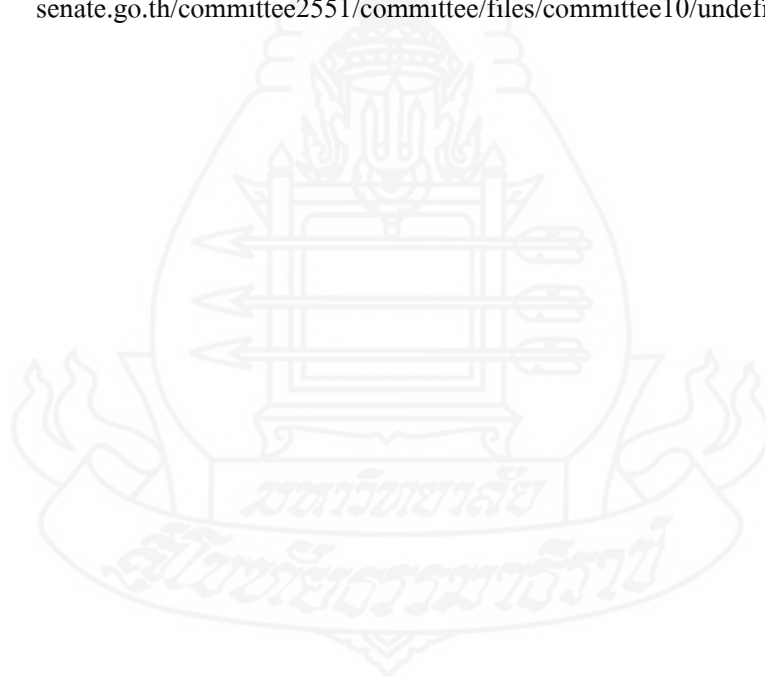 senate.go.th/committee2551/committee/files/committee10/undefi
มหาวิทยาลัย
สุโขทัยธรรมาธิราช